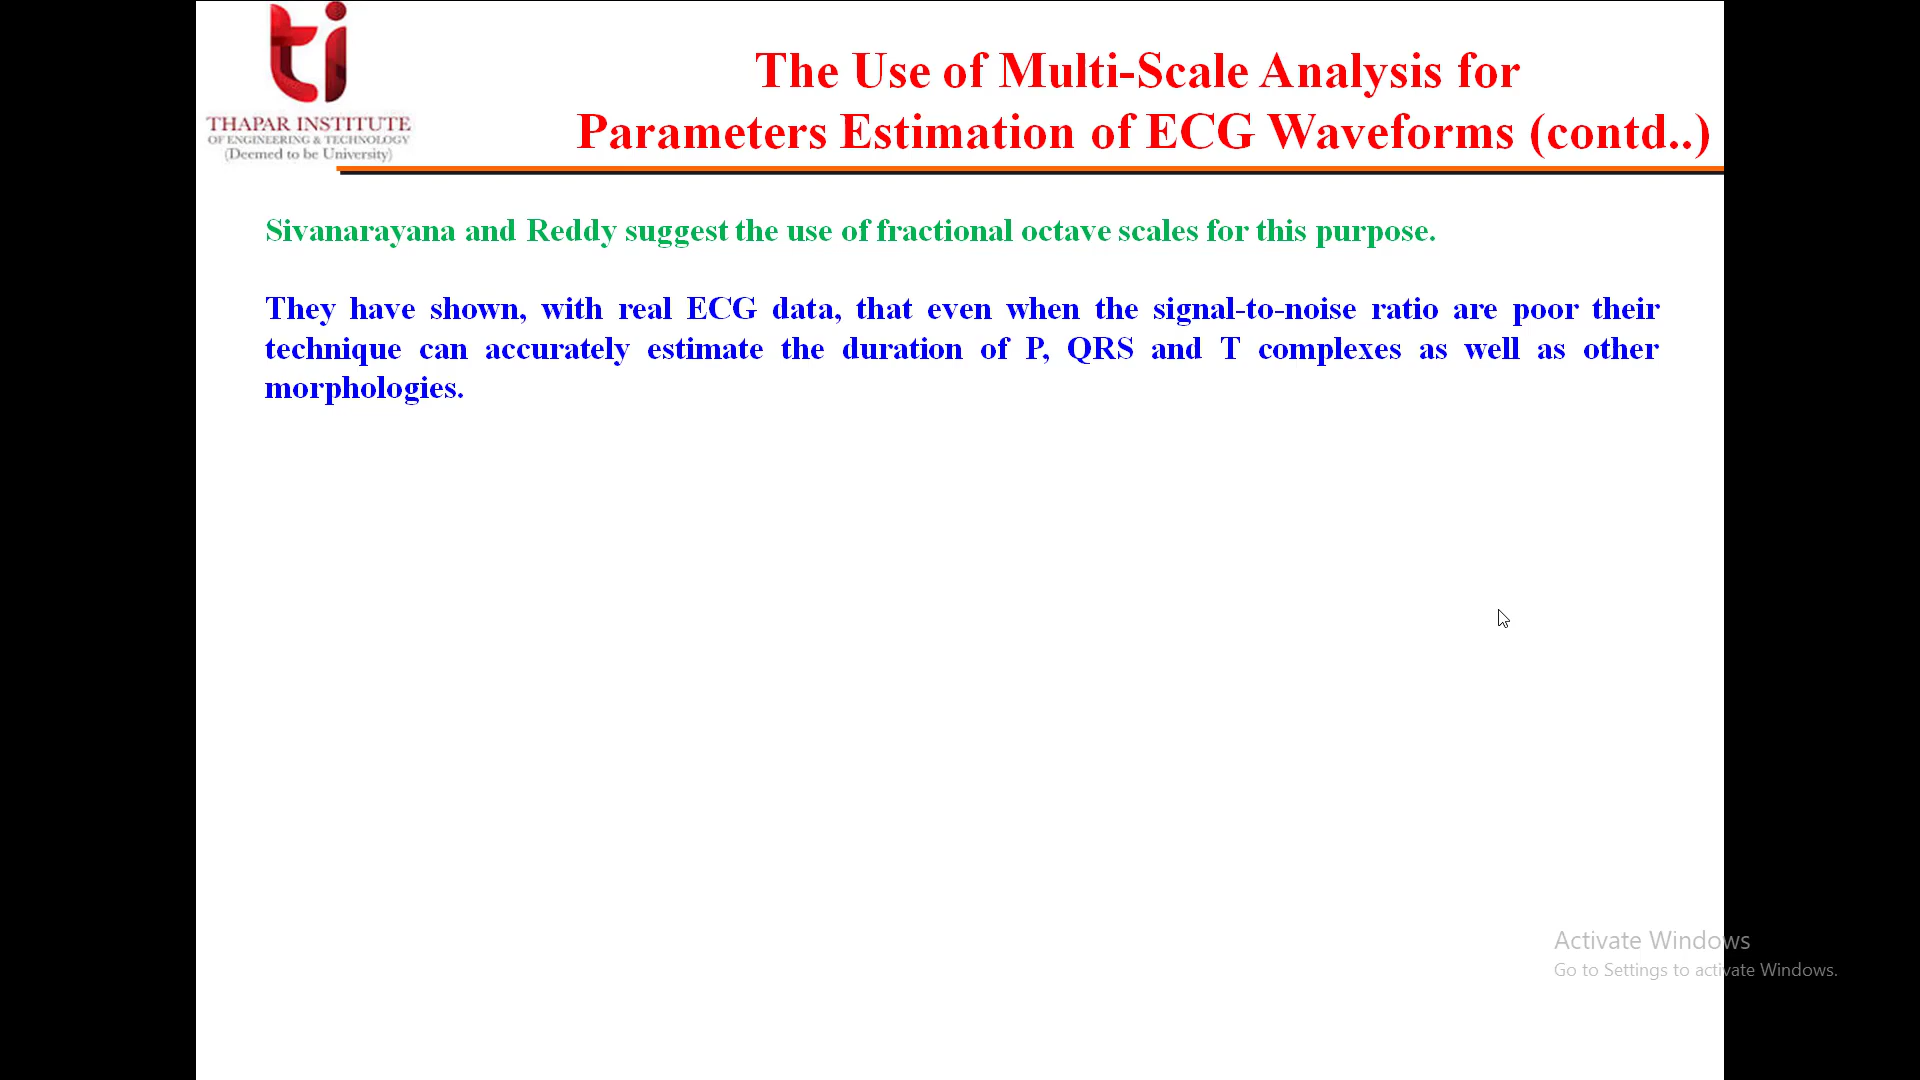 ti
THAPAR INSTITUTE
OF ENGINEERING & TECHNOLOGY
(Deemed to be University)
The Use of Multi-Scale Analysis for
Parameters Estimation of ECG Waveforms (contd..)
Sivanarayana and Reddy suggest the use of fractional octave scales for this purpose.
They have shown, with real ECG data, that even when the signal-to-noise ratio are poor their
technique can accurately estimate the duration of P, QRS and T complexes as well as other
morphologies.
Activate Windows
Go to Settings to activate Windows.